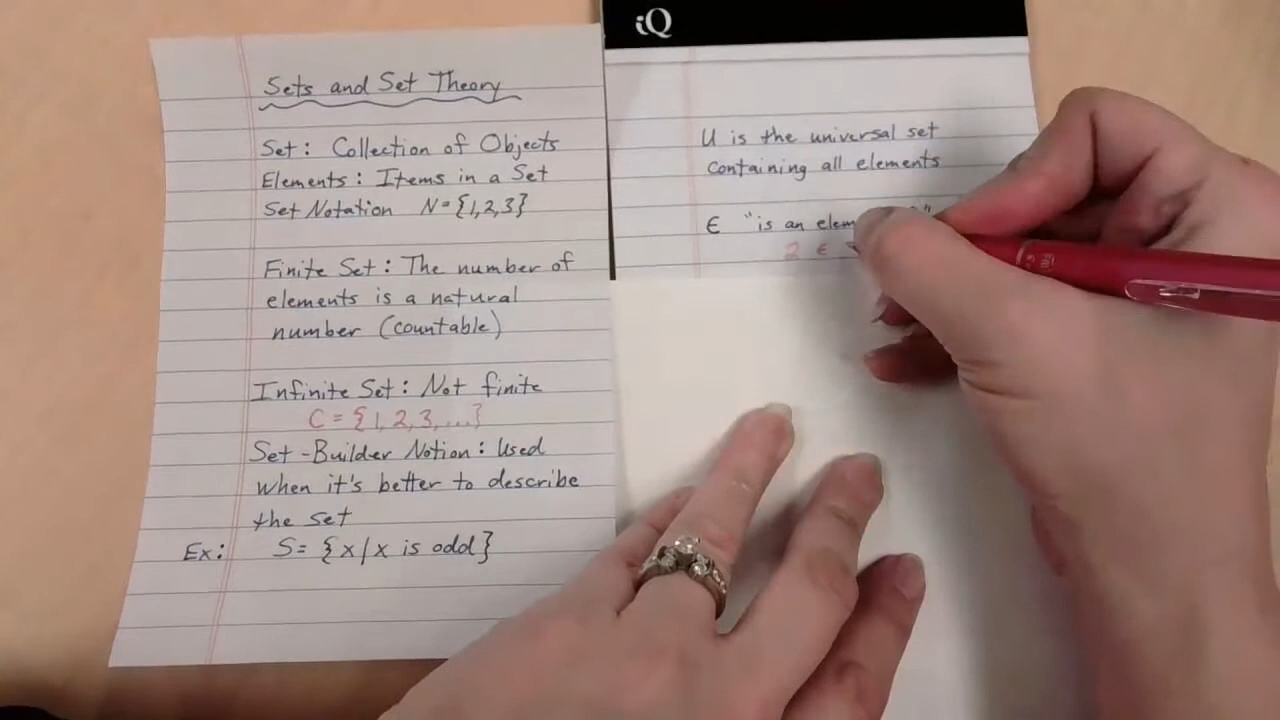 Sets and Set Theory
Set: Collection of Objects
Elements: Items in a Set
Set Notation N={1,2,3}
Finite Set: The number of
elements is a natural
number (countable)
Infinite Set: Not finite
C={1,2,3,...}
Set-Builder Notion: Used
when it's better to describe
the set
Ex: S={x|x is odd}
iQ
U is the universal set
containing all elements
∈ "is an
2 ∈